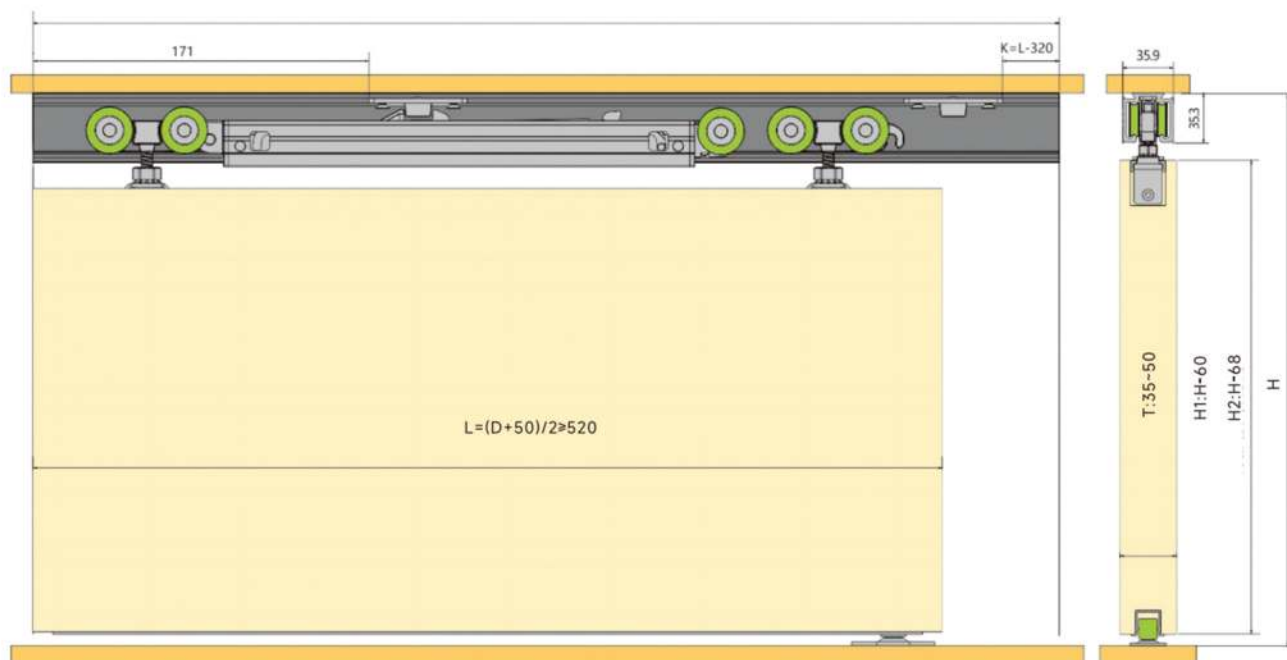 171
K=L-320
35.9
35.3
L=(D+50)/2≥520
T:35~50
H1:H-60
H2:H-68
H